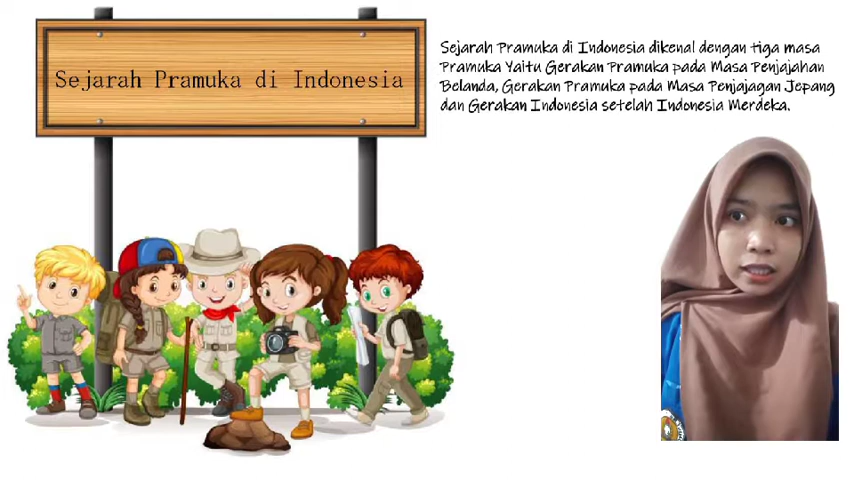 Sejarah Pramuka di Indonesia
Sejarah Pramuka di Indonesia dikenal dengan tiga masa
Pramuka Yaitu Gerakan Pramuka pada Masa Penjajahan
Belanda, Gerakan Pramuka pada Masa Penjajagan Jepang
dan Gerakan Indonesia setelah Indonesia Merdeka.